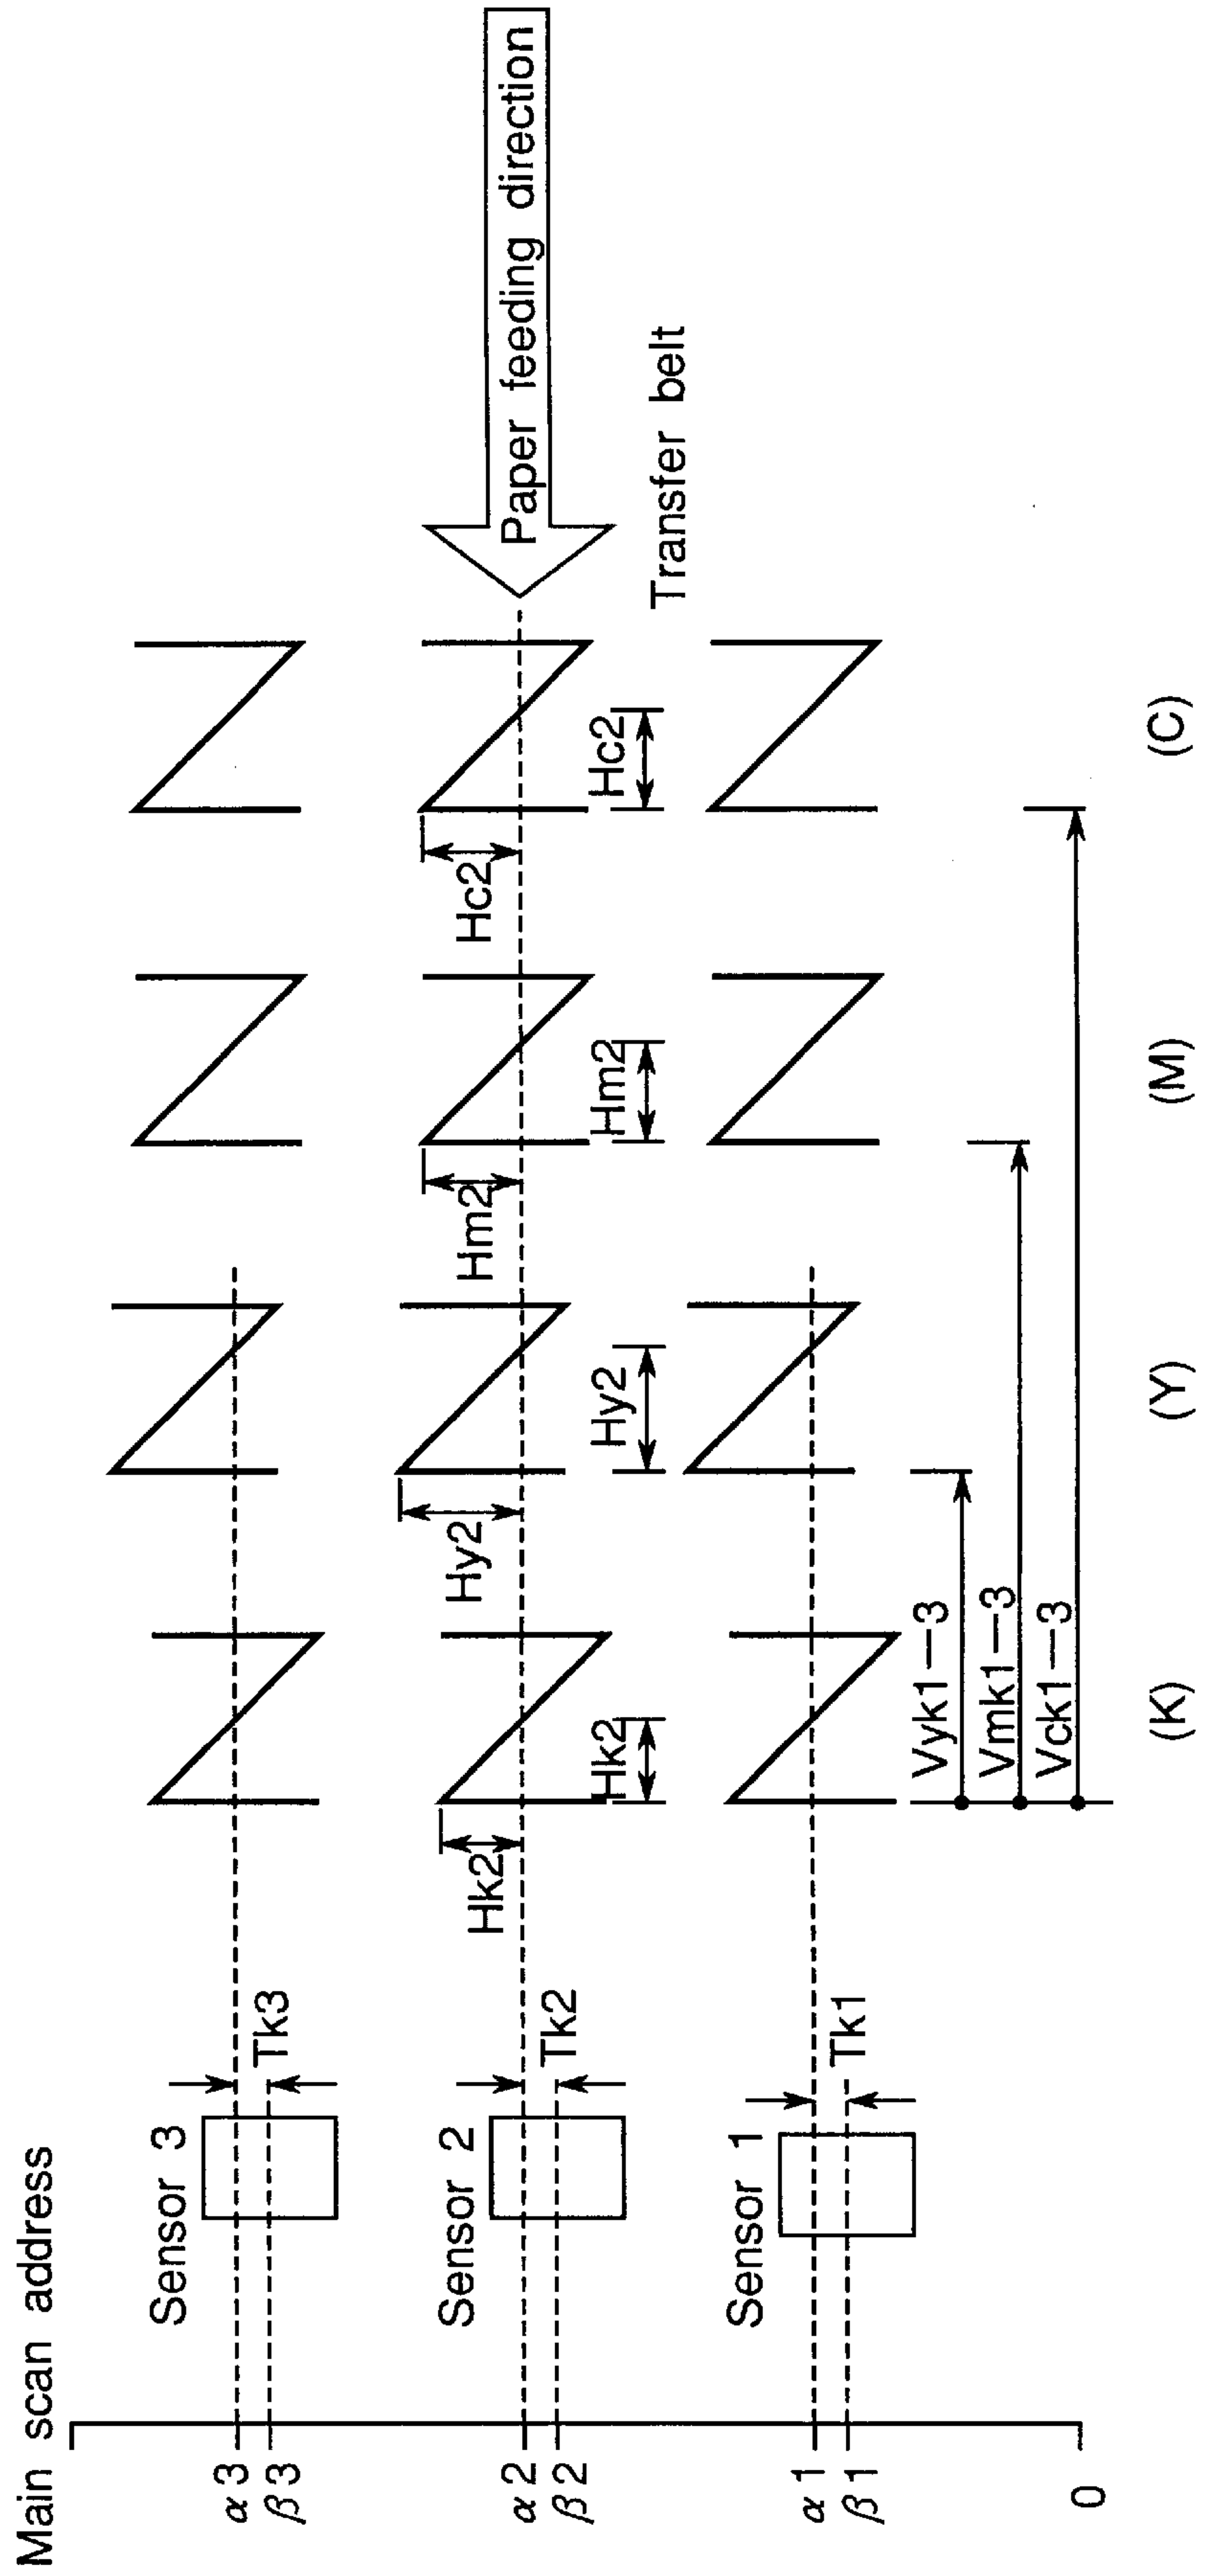 Main scan address
α3
β3
α2
β2
α1
β1
0
Sensor 3
Sensor 2
Sensor 1
Tk3
Tk2
Tk1
Hk2
Hk2
Hy2
Hy2
Hm2
Hm2
Hc2
Hc2
Vyk1−3
Vmk1−3
Vck1−3
(K)
(Y)
(M)
(C)
Paper feeding direction
Transfer belt